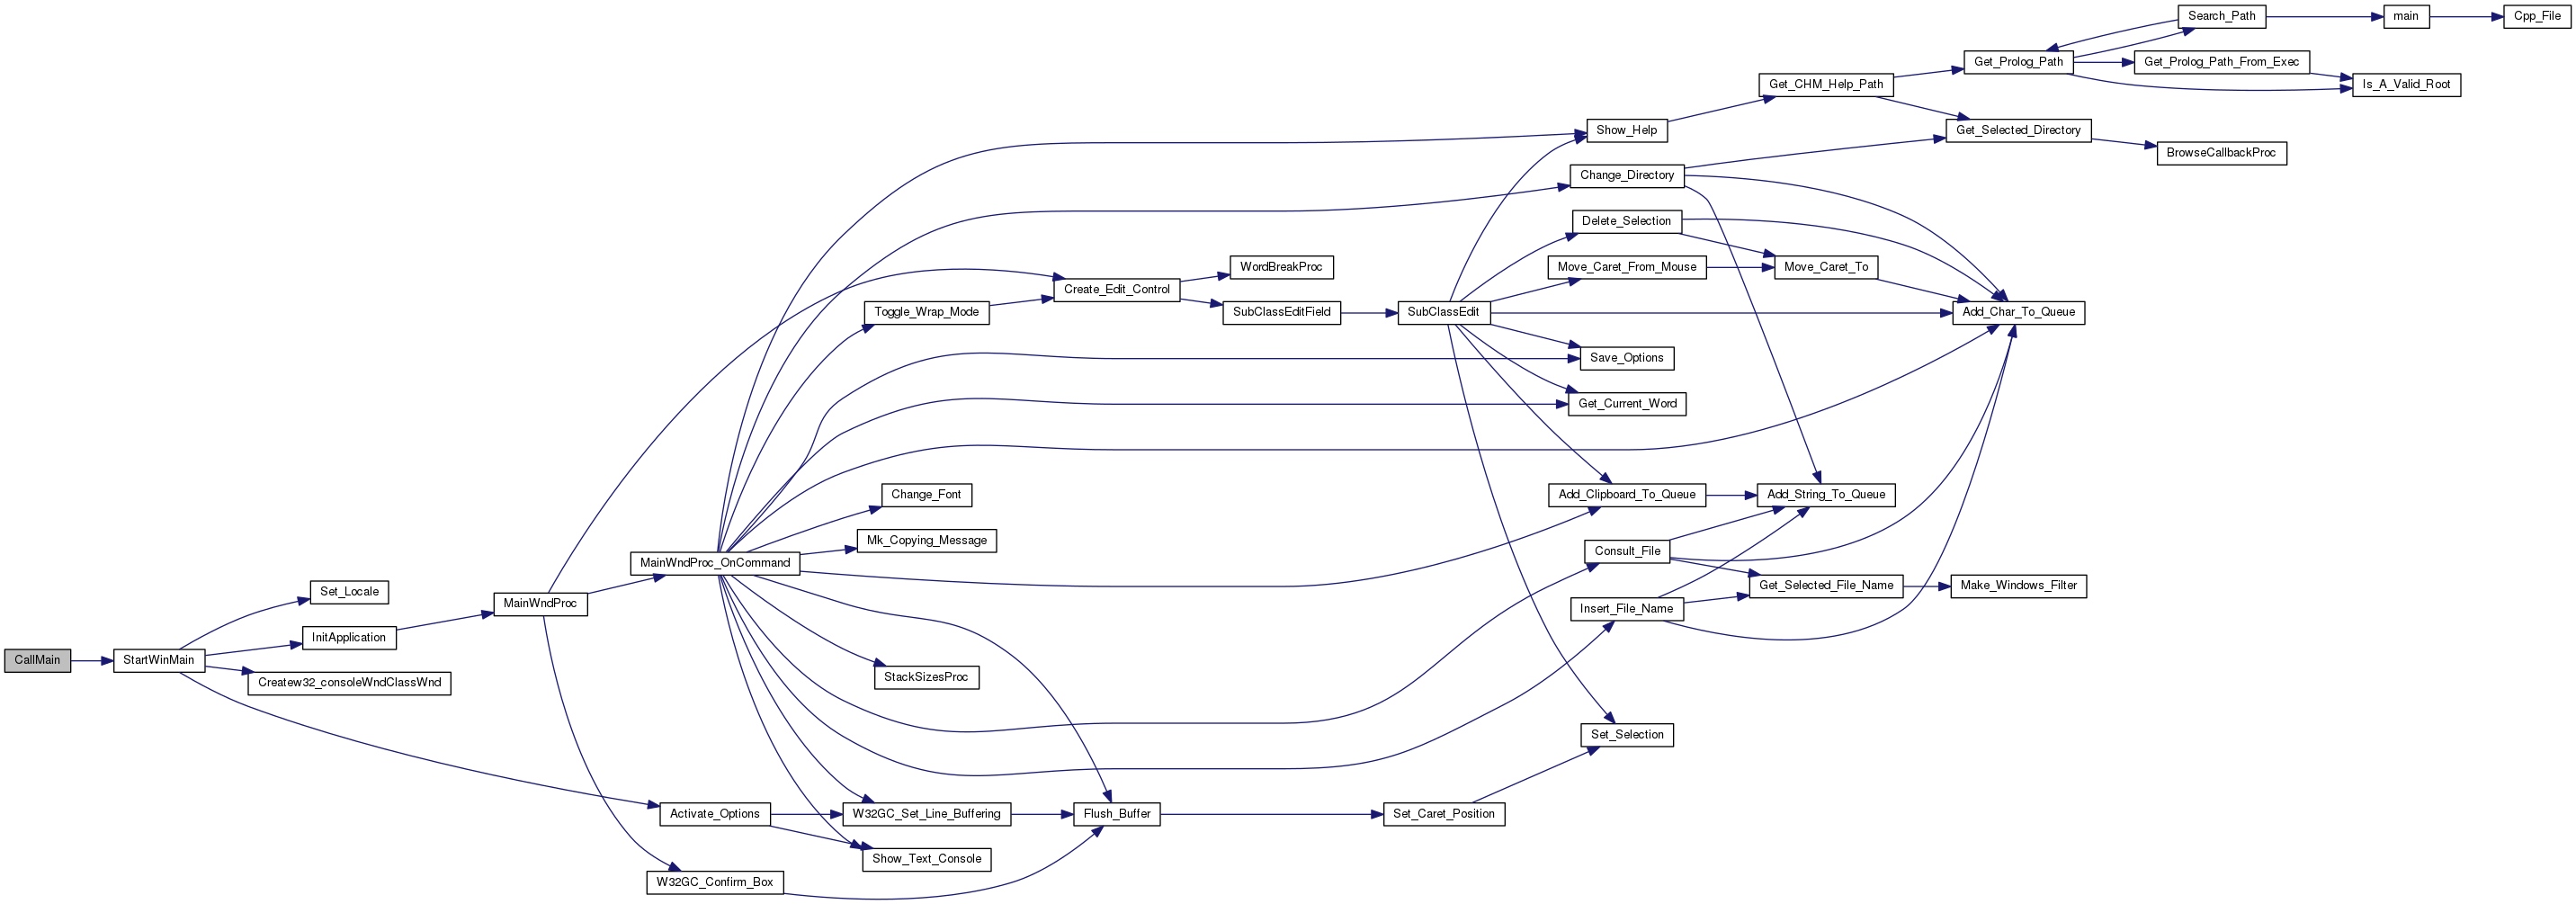 CallMain
StartWinMain
Set_Locale
InitApplication
Createw32_consoleWndClassWnd
MainWndProc
Activate_Options
W32GC_Confirm_Box
MainWndProc_OnCommand
Toggle_Wrap_Mode
Change_Font
Mk_Copying_Message
StackSizesProc
W32GC_Set_Line_Buffering
Show_Text_Console
Create_Edit_Control
Flush_Buffer
WordBreakProc
SubClassEditField
SubClassEdit
Set_Caret_Position
Show_Help
Change_Directory
Delete_Selection
Move_Caret_From_Mouse
Save_Options
Get_Current_Word
Add_Clipboard_To_Queue
Consult_File
Insert_File_Name
Set_Selection
Get_CHM_Help_Path
Move_Caret_To
Add_String_To_Queue
Get_Selected_File_Name
Get_Prolog_Path
Get_Selected_Directory
Add_Char_To_Queue
Make_Windows_Filter
Search_Path
Get_Prolog_Path_From_Exec
BrowseCallbackProc
main
Is_A_Valid_Root
Cpp_File